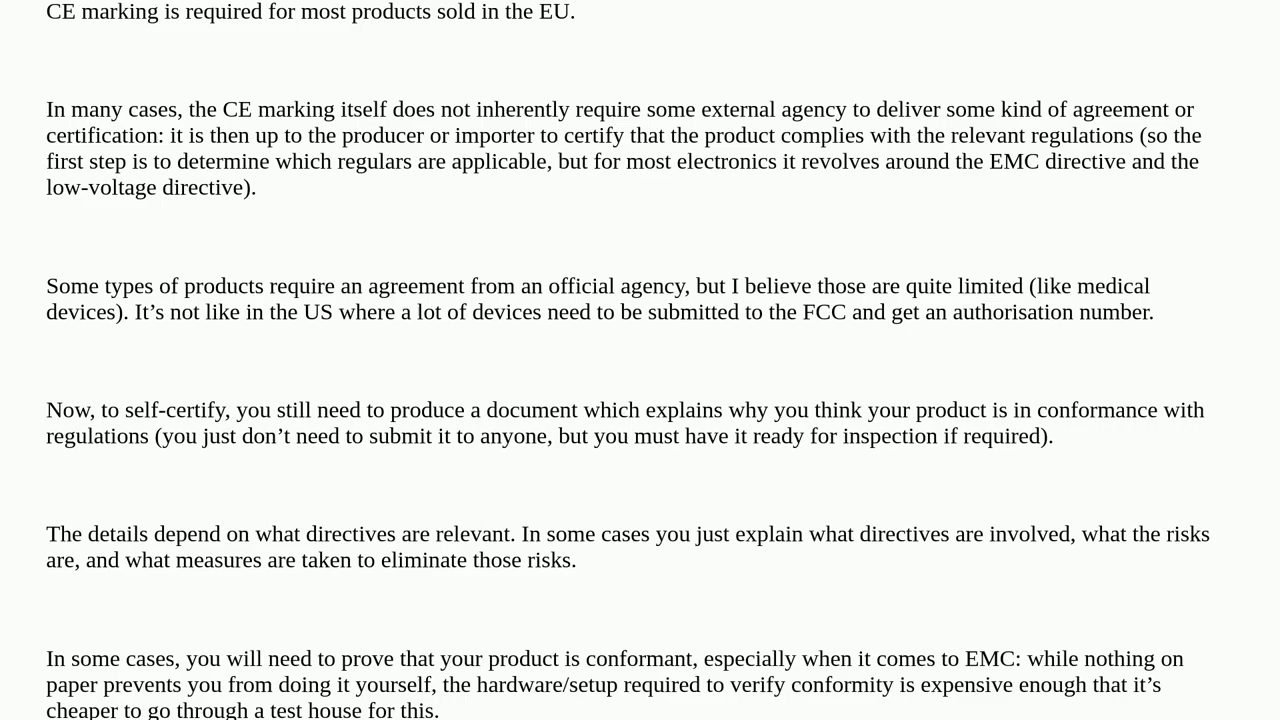 CE marking is required for most products sold in the EU.
In many cases, the CE marking itself does not inherently require some external agency to deliver some kind of agreement or
certification: it is then up to the producer or importer to certify that the product complies with the relevant regulations (so the
first step is to determine which regulars are applicable, but for most electronics it revolves around the EMC directive and the
low-voltage directive).
Some types of products require an agreement from an official agency, but I believe those are quite limited (like medical
devices). It’s not like in the US where a lot of devices need to be submitted to the FCC and get an authorisation number.
Now, to self-certify, you still need to produce a document which explains why you think your product is in conformance with
regulations (you just don’t need to submit it to anyone, but you must have it ready for inspection if required).
The details depend on what directives are relevant. In some cases you just explain what directives are involved, what the risks
are, and what measures are taken to eliminate those risks.
In some cases, you will need to prove that your product is conformant, especially when it comes to EMC: while nothing on
paper prevents you from doing it yourself, the hardware/setup required to verify conformity is expensive enough that it’s
cheaper to go through a test house for this.